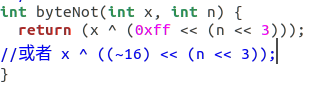 int byteNot(int x, int n) {
return (x ^ (0xff << (n << 3)));
//或者 x ^ ((~16) << (n << 3));
}